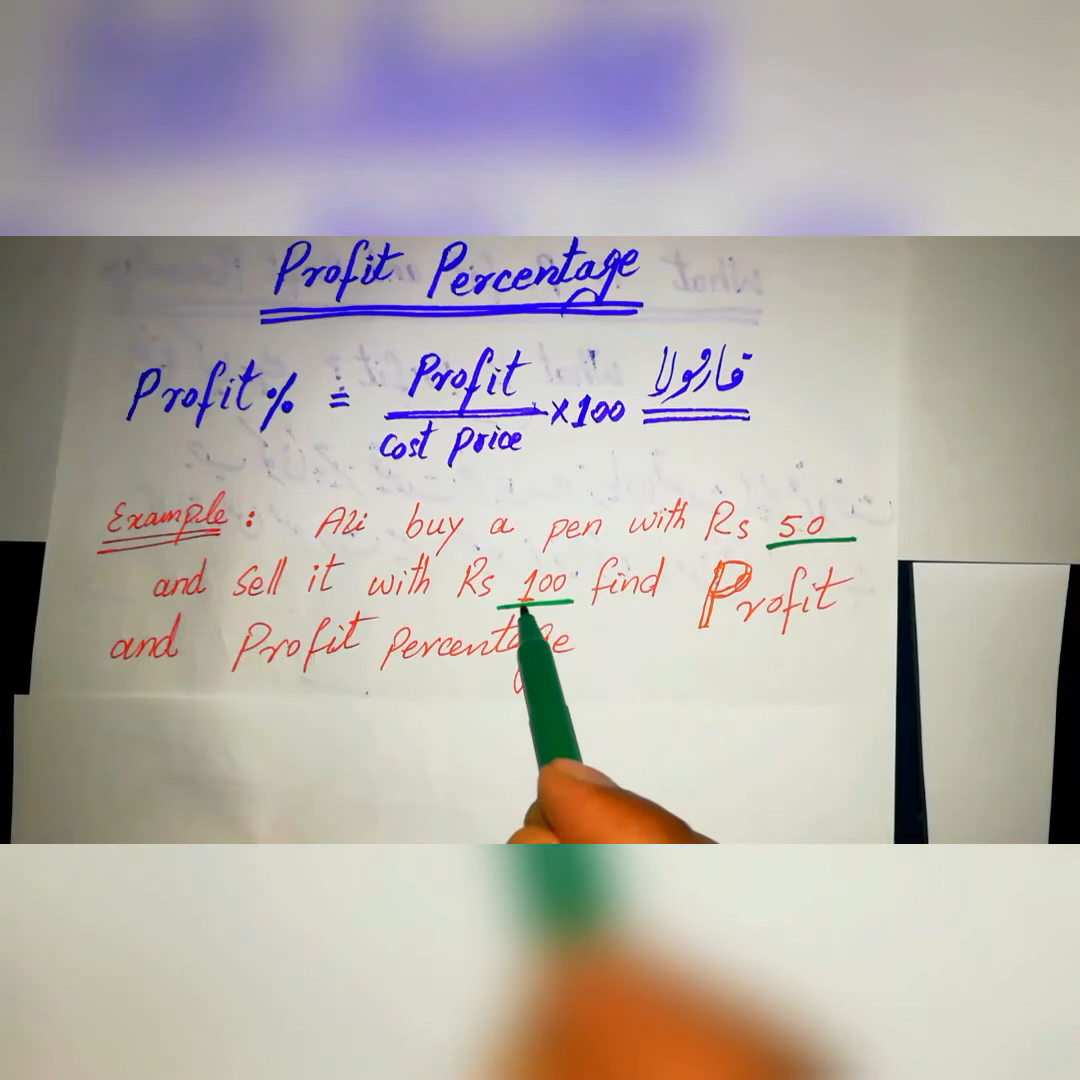 Profit Percentage
Profit % = Profit / Cost Price × 100 فارمولا
Example: Ali buy a pen with Rs 50
and sell it with Rs 100 find Profit
and Profit Percentage